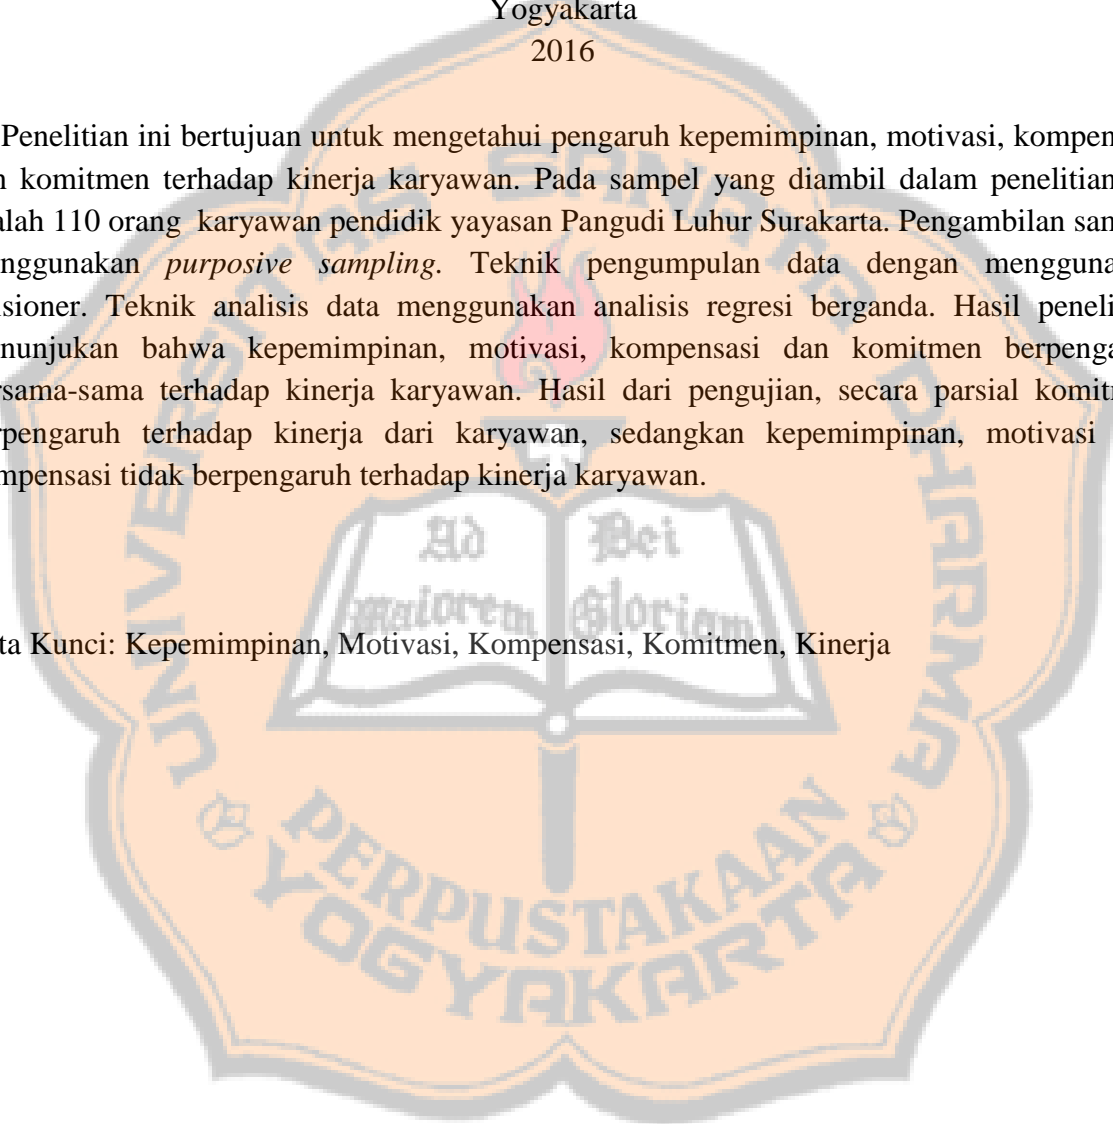 Yogyakarta
2016
Penelitian ini bertujuan untuk mengetahui pengaruh kepemimpinan, motivasi, kompen
n komitmen terhadap kinerja karyawan. Pada sampel yang diambil dalam penelitian
alah 110 orang karyawan pendidik yayasan Pangudi Luhur Surakarta. Pengambilan san
nggunakan purposive sampling. Teknik pengumpulan data dengan mengguna
sioner. Teknik analisis data menggunakan analisis regresi berganda. Hasil peneli
nunjukan bahwa kepemimpinan, motivasi, kompensasi dan komitmen berpenga
rsama-sama terhadap kinerja karyawan. Hasil dari pengujian, secara parsial komitr
rpengaruh terhadap kinerja dari karyawan, sedangkan kepemimpinan, motivasi
mpensasi tidak berpengaruh terhadap kinerja karyawan.
ta Kunci: Kepemimpinan, Motivasi, Kompensasi, Komitmen, Kinerja
UNIVERSITAS SANATA DHARMA
Ad Dei
maiorem Gloriam
PERPUSTAKAAN
YOGYAKARTA